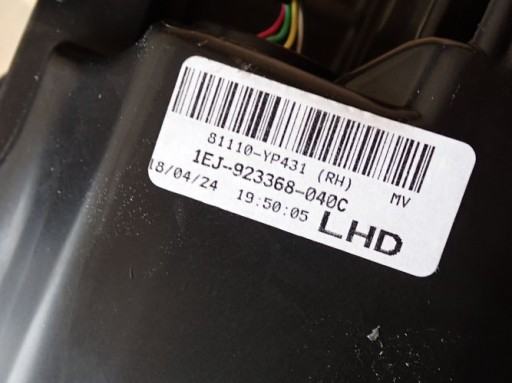 81110-YP431 (RH) MV
1EJ-923368-040C
18/04/24 19:50:05 LHD